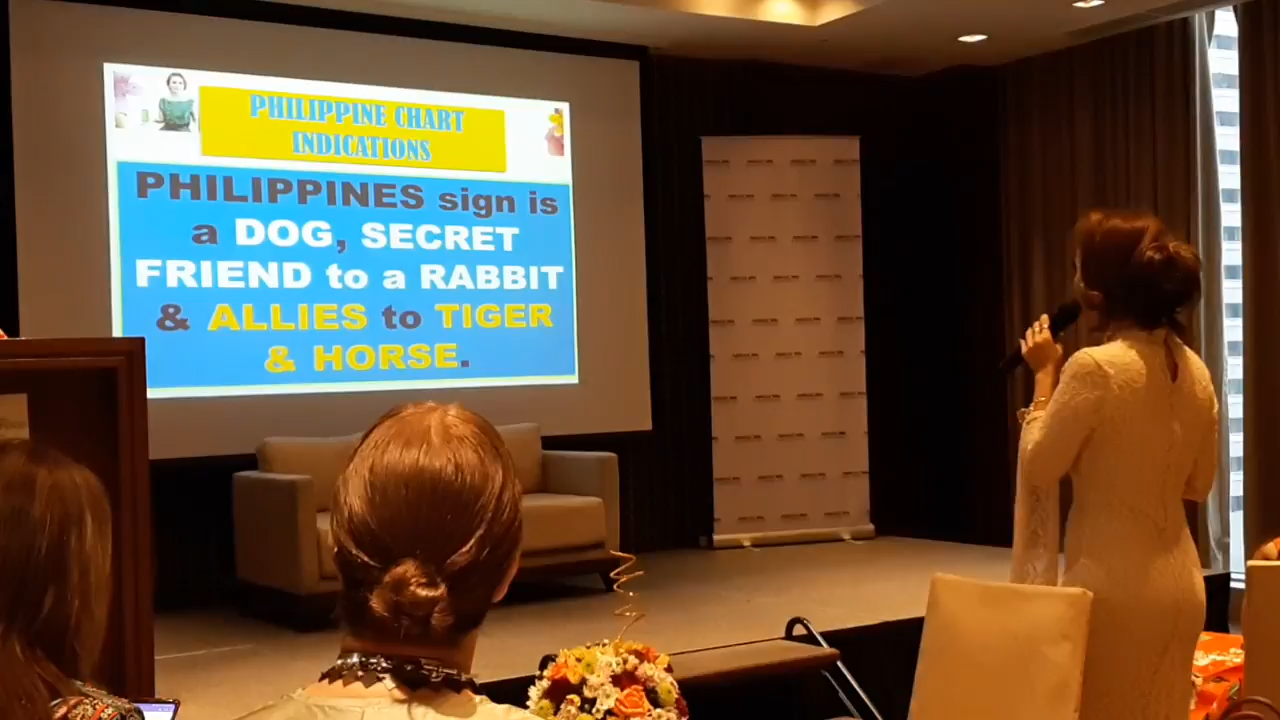 PHILIPPINE CHART
INDICATIONS
PHILIPPINES sign is
a DOG, SECRET
FRIEND to a RABBIT
& ALLIES to TIGER
& HORSE.